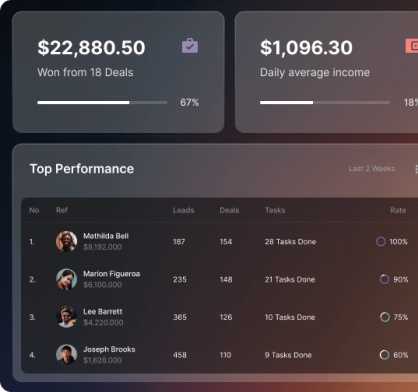 $22,880.50
Won from 18 Deals
67%
$1,096.30
Daily average income
18%
Top Performance
Last 2 Weeks
No Ref Leads Deals Tasks Rate
1. Mathilda Bell 187 154 28 Tasks Done 100%
$8,192.000
2. Marion Figueroa 235 148 21 Tasks Done 90%
$6,100.000
3. Lee Barrett 365 126 10 Tasks Done 75%
$4,220.000
4. Joseph Brooks 458 110 9 Tasks Done 60%
$1,628.000